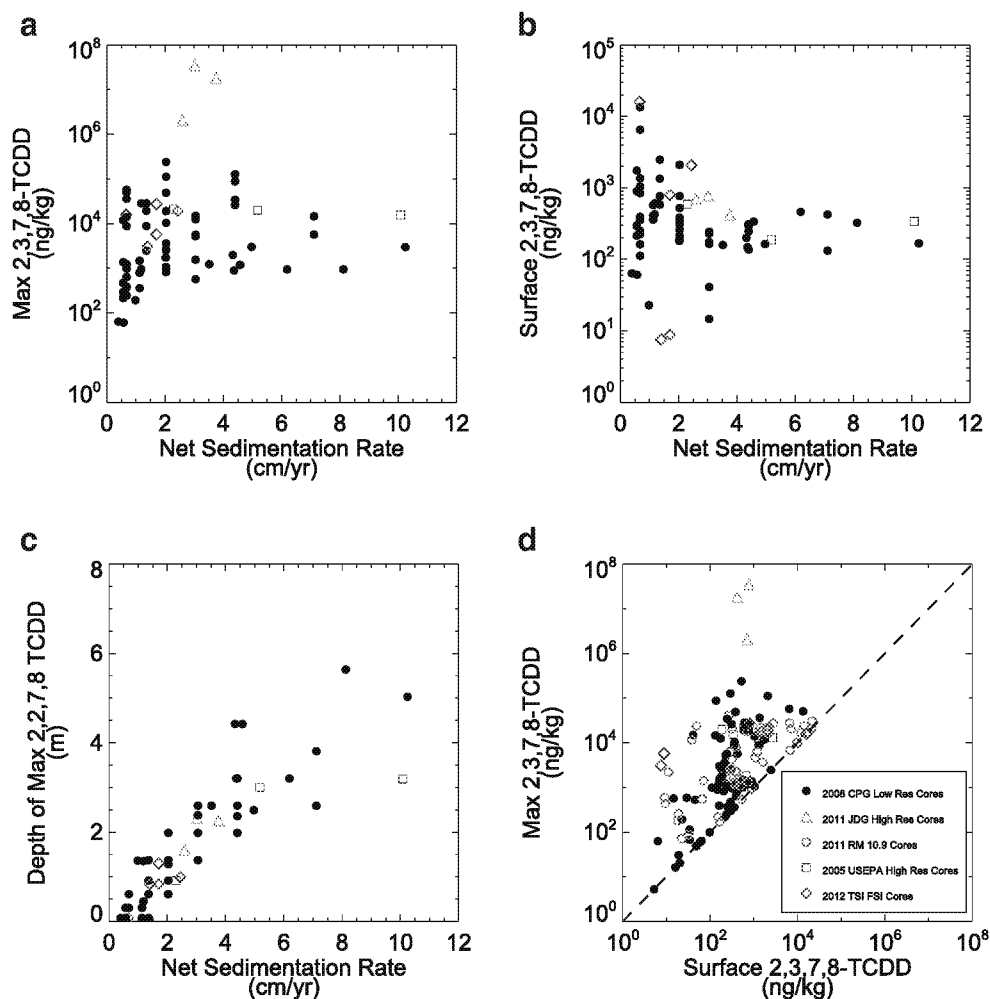 a
10^8
10^6
10^4
10^2
10^0
Max 2,3,7,8-TCDD
(ng/kg)
0 2 4 6 8 10 12
Net Sedimentation Rate
(cm/yr)
b
10^5
10^4
10^3
10^2
10^1
10^0
Surface 2,3,7,8-TCDD
(ng/kg)
0 2 4 6 8 10 12
Net Sedimentation Rate
(cm/yr)
c
8
6
4
2
0
Depth of Max 2,2,7,8 TCDD
(m)
0 2 4 6 8 10 12
Net Sedimentation Rate
(cm/yr)
d
10^8
10^6
10^4
10^2
10^0
Max 2,3,7,8-TCDD
(ng/kg)
2008 CPG Low Res Cores
2011 JDG High Res Cores
2011 RM 10.9 Cores
2005 USEPA High Res Cores
2012 TSI FSI Cores
10^0 10^2 10^4 10^6 10^8
Surface 2,3,7,8-TCDD
(ng/kg)